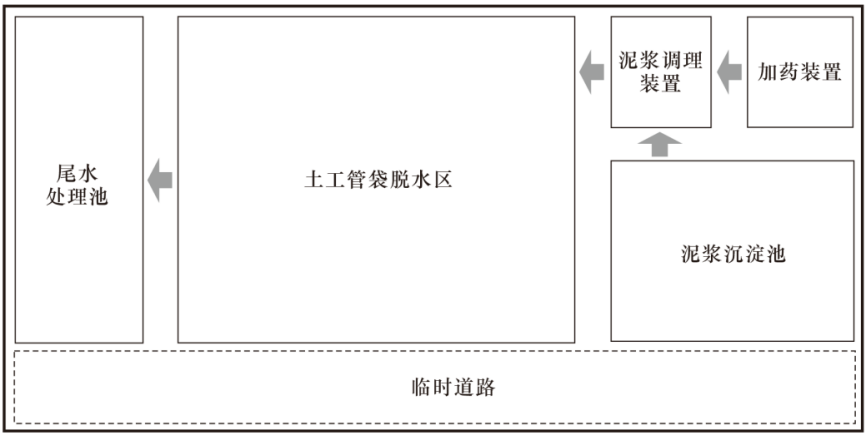 泥浆调理
装置
加药装置
尾水
处理池
土工管袋脱水区
泥浆沉淀池
临时道路